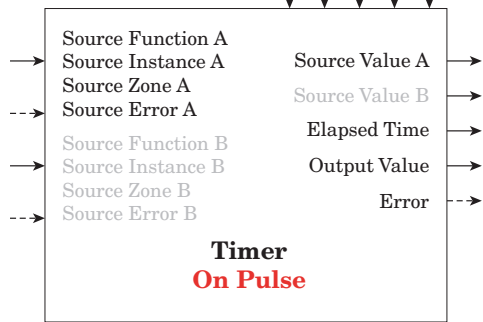 Source Function A
Source Instance A
Source Zone A
Source Error A
Source Function B
Source Instance B
Source Zone B
Source Error B
Source Value A
Source Value B
Elapsed Time
Output Value
Error
Timer
On Pulse